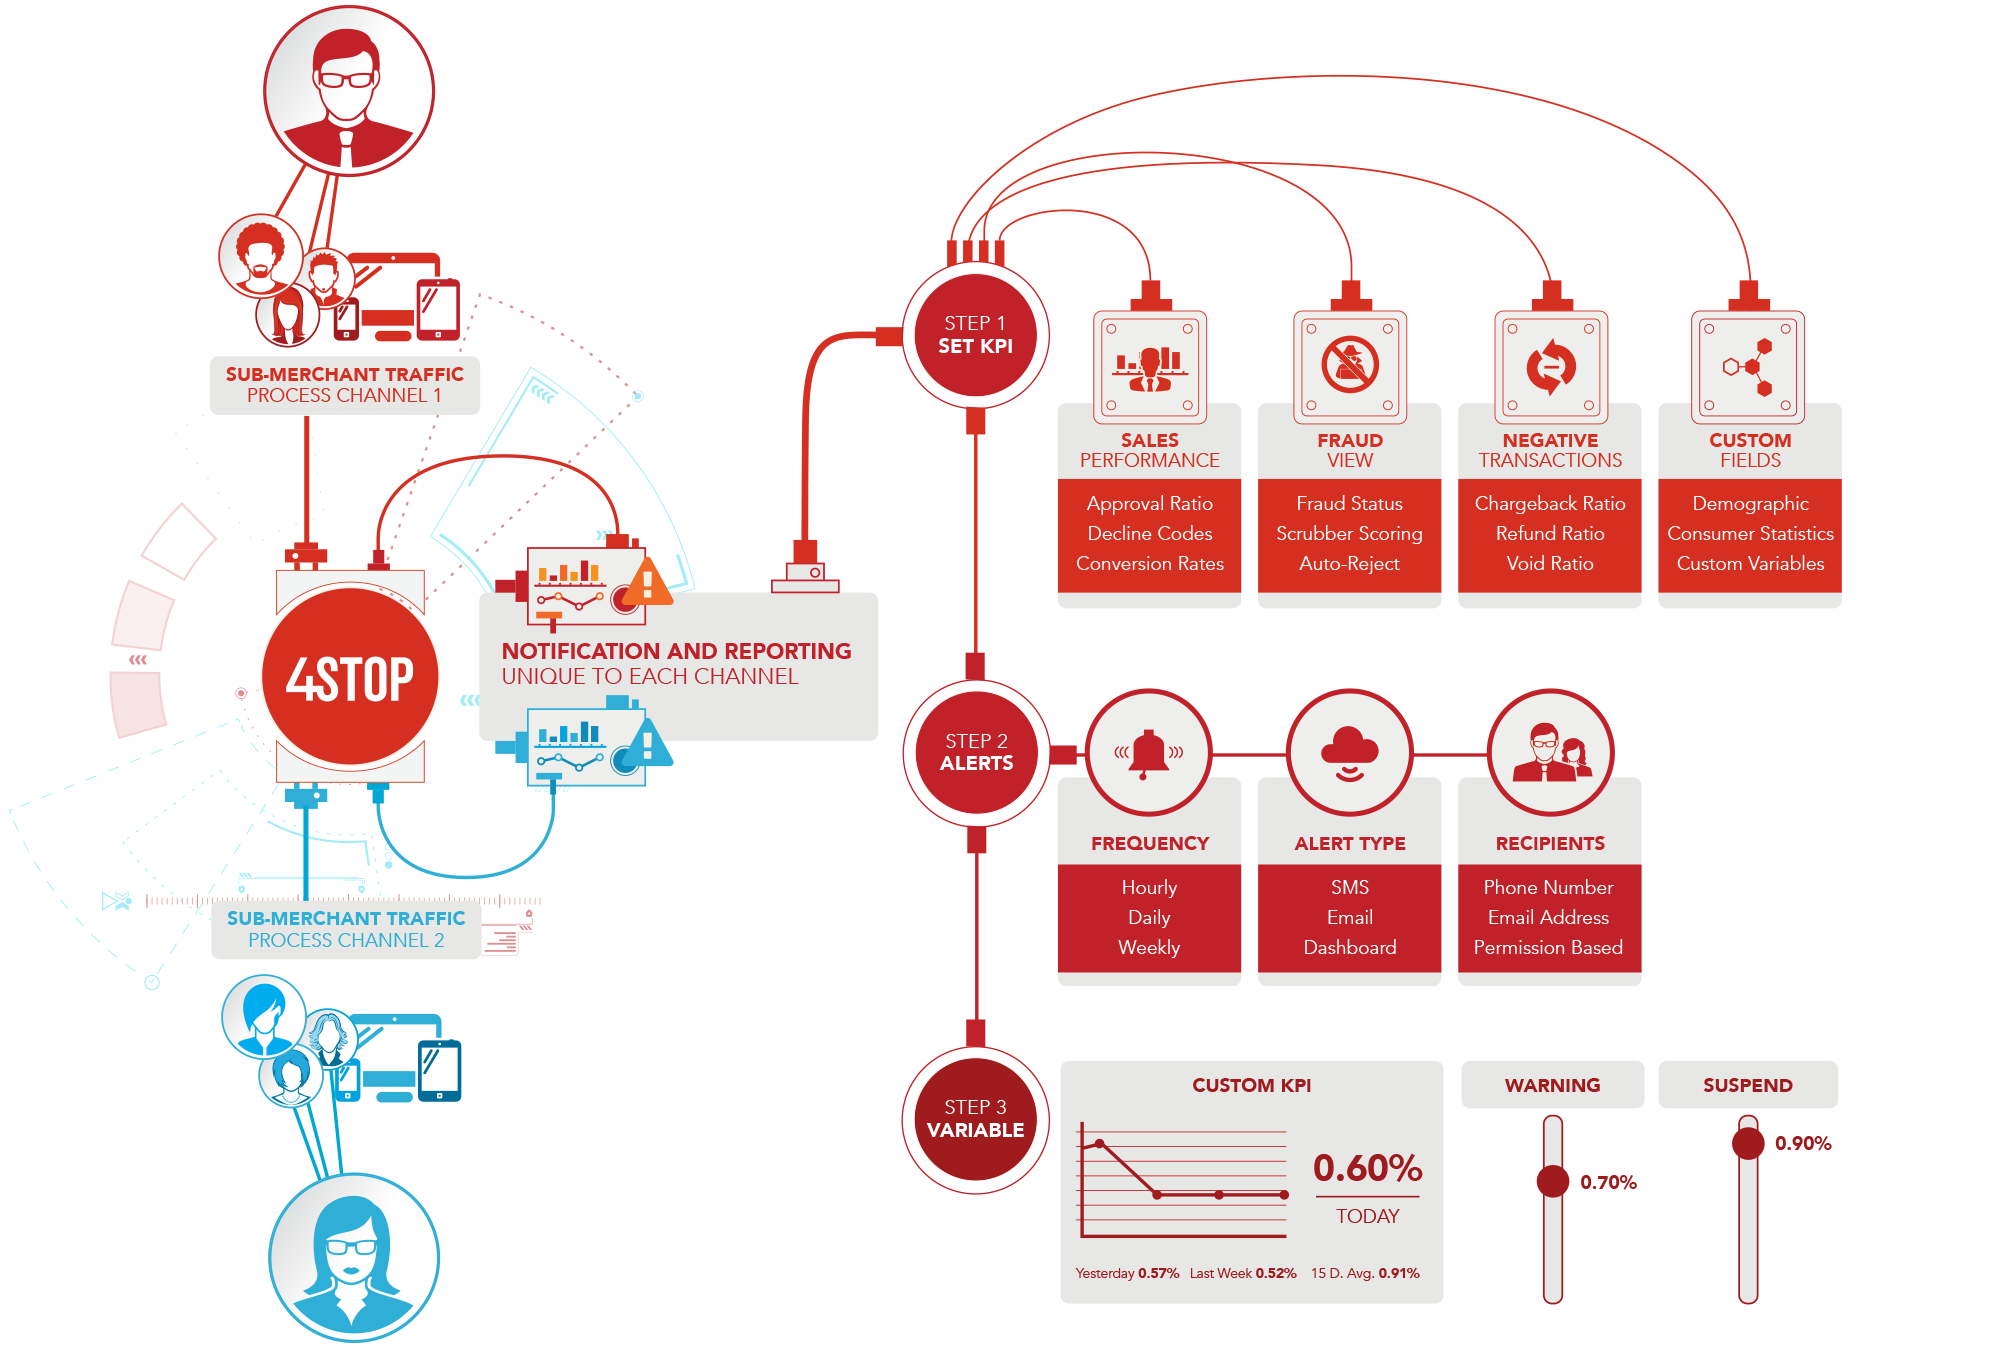 SUB-MERCHANT TRAFFIC
PROCESS CHANNEL 1
4STOP
NOTIFICATION AND REPORTING
UNIQUE TO EACH CHANNEL
SUB-MERCHANT TRAFFIC
PROCESS CHANNEL 2
STEP 1
SET KPI
SALES
PERFORMANCE
Approval Ratio
Decline Codes
Conversion Rates
FRAUD
VIEW
Fraud Status
Scrubber Scoring
Auto-Reject
NEGATIVE
TRANSACTIONS
Chargeback Ratio
Refund Ratio
Void Ratio
CUSTOM
FIELDS
Demographic
Consumer Statistics
Custom Variables
STEP 2
ALERTS
FREQUENCY
Hourly
Daily
Weekly
ALERT TYPE
SMS
Email
Dashboard
RECIPIENTS
Phone Number
Email Address
Permission Based
STEP 3
VARIABLE
CUSTOM KPI
0.60%
TODAY
Yesterday 0.57% Last Week 0.52% 15 D. Avg. 0.91%
WARNING
0.70%
SUSPEND
0.90%